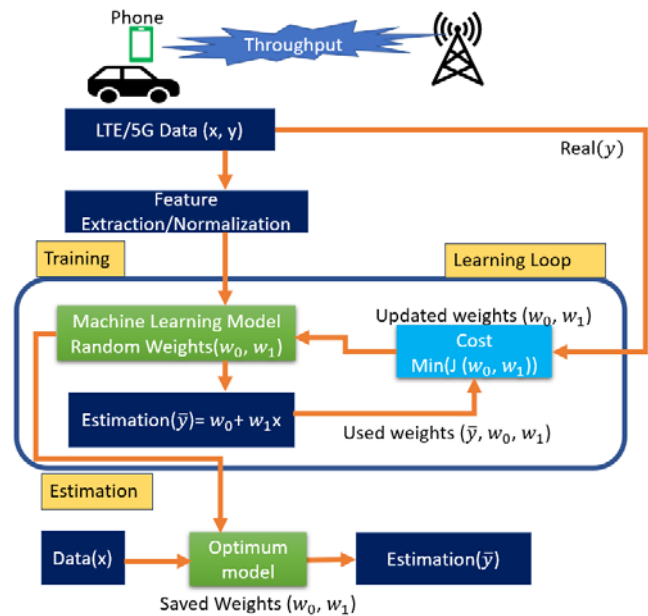 Phone
Throughput
LTE/5G Data (x, y)
Real(y)
Feature
Extraction/Normalization
Training
Learning Loop
Machine Learning Model
Random Weights(w₀, w₁)
Updated weights (w₀, w₁)
Cost
Min(J (w₀, w₁))
Estimation(ȳ)= w₀+ w₁x
Used weights (ȳ, w₀, w₁)
Estimation
Data(x)
Optimum
model
Estimation(ȳ)
Saved Weights (w₀, w₁)